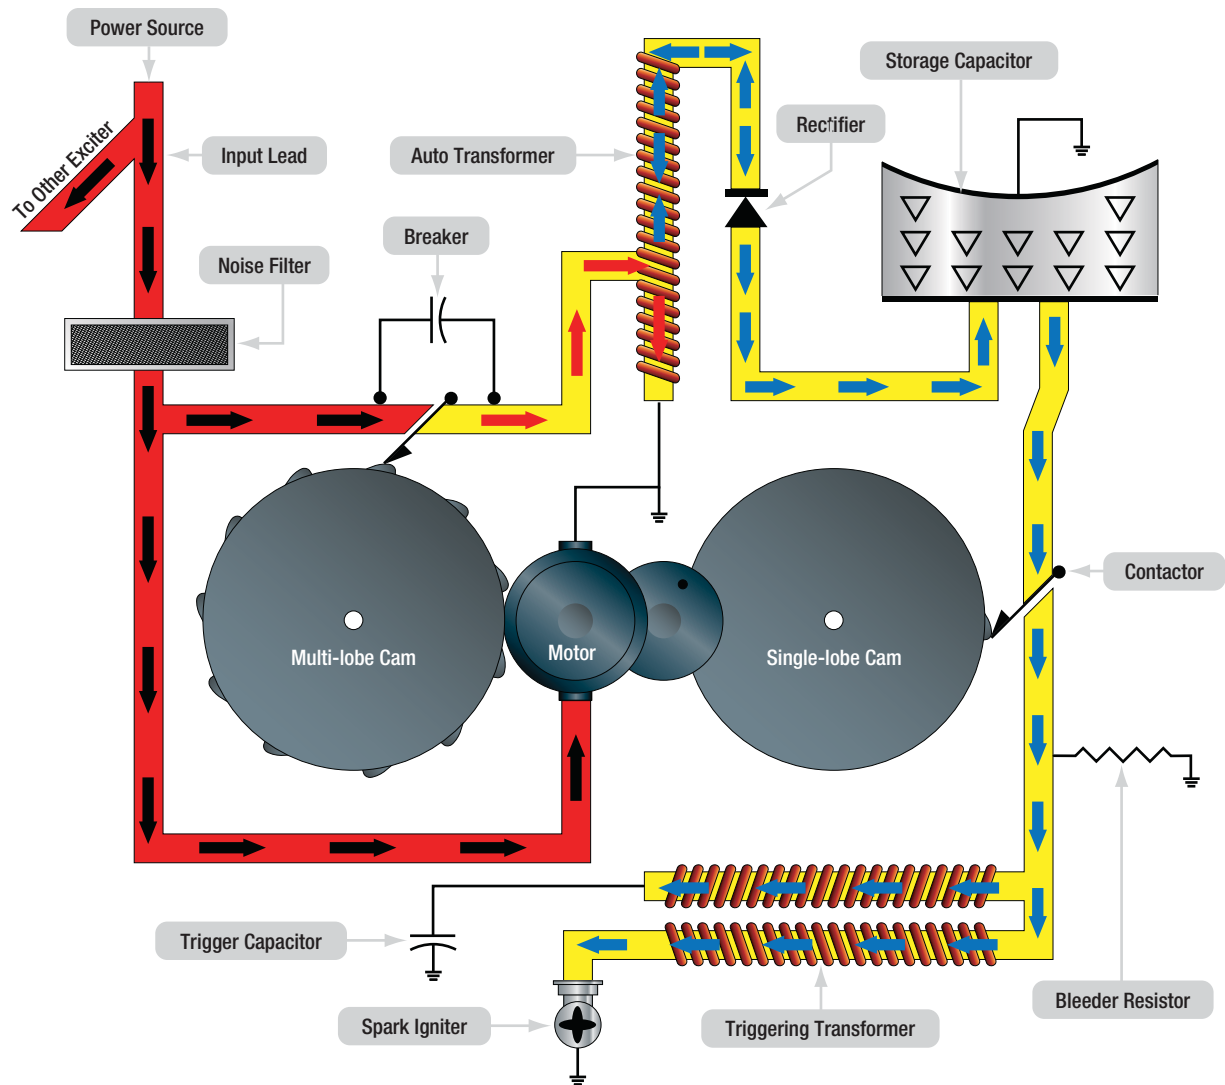 Power Source
Storage Capacitor
Rectifier
To Other Exciter
Input Lead
Auto Transformer
Breaker
Noise Filter
Contactor
Multi-lobe Cam
Motor
Single-lobe Cam
Trigger Capacitor
Bleeder Resistor
Spark Igniter
Triggering Transformer